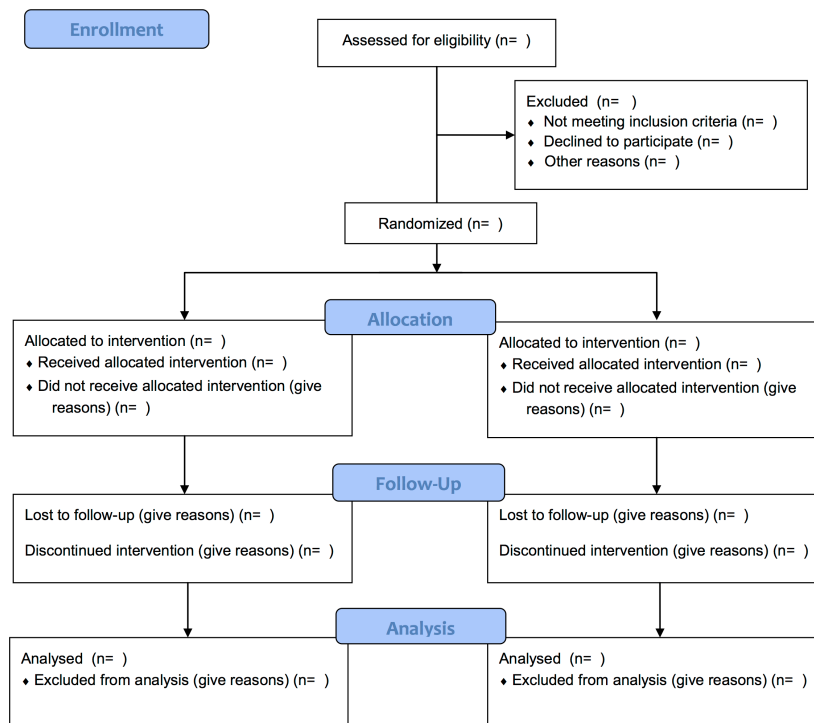 Enrollment
Assessed for eligibility (n=  )
Excluded  (n=  )
♦ Not meeting inclusion criteria (n=  )
♦ Declined to participate (n=  )
♦ Other reasons (n=  )
Randomized (n=  )
Allocation
Allocated to intervention (n=  )
♦ Received allocated intervention (n=  )
♦ Did not receive allocated intervention (give
reasons) (n=  )
Allocated to intervention (n=  )
♦ Received allocated intervention (n=  )
♦ Did not receive allocated intervention (give
reasons) (n=  )
Follow-Up
Lost to follow-up (give reasons) (n=  )
Discontinued intervention (give reasons) (n=  )
Lost to follow-up (give reasons) (n=  )
Discontinued intervention (give reasons) (n=  )
Analysis
Analysed  (n=  )
♦ Excluded from analysis (give reasons) (n=  )
Analysed  (n=  )
♦ Excluded from analysis (give reasons) (n=  )